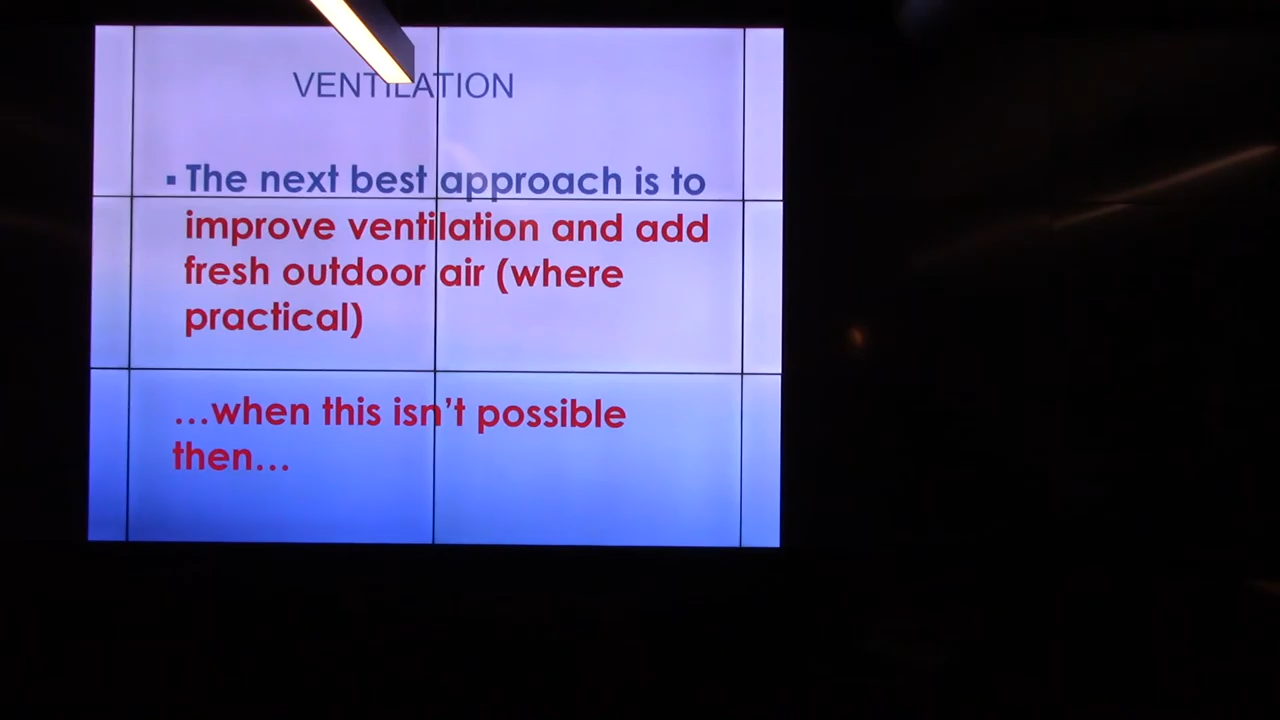 VENTILATION
▪ The next best approach is to
improve ventilation and add
fresh outdoor air (where
practical)
…when this isn't possible
then…